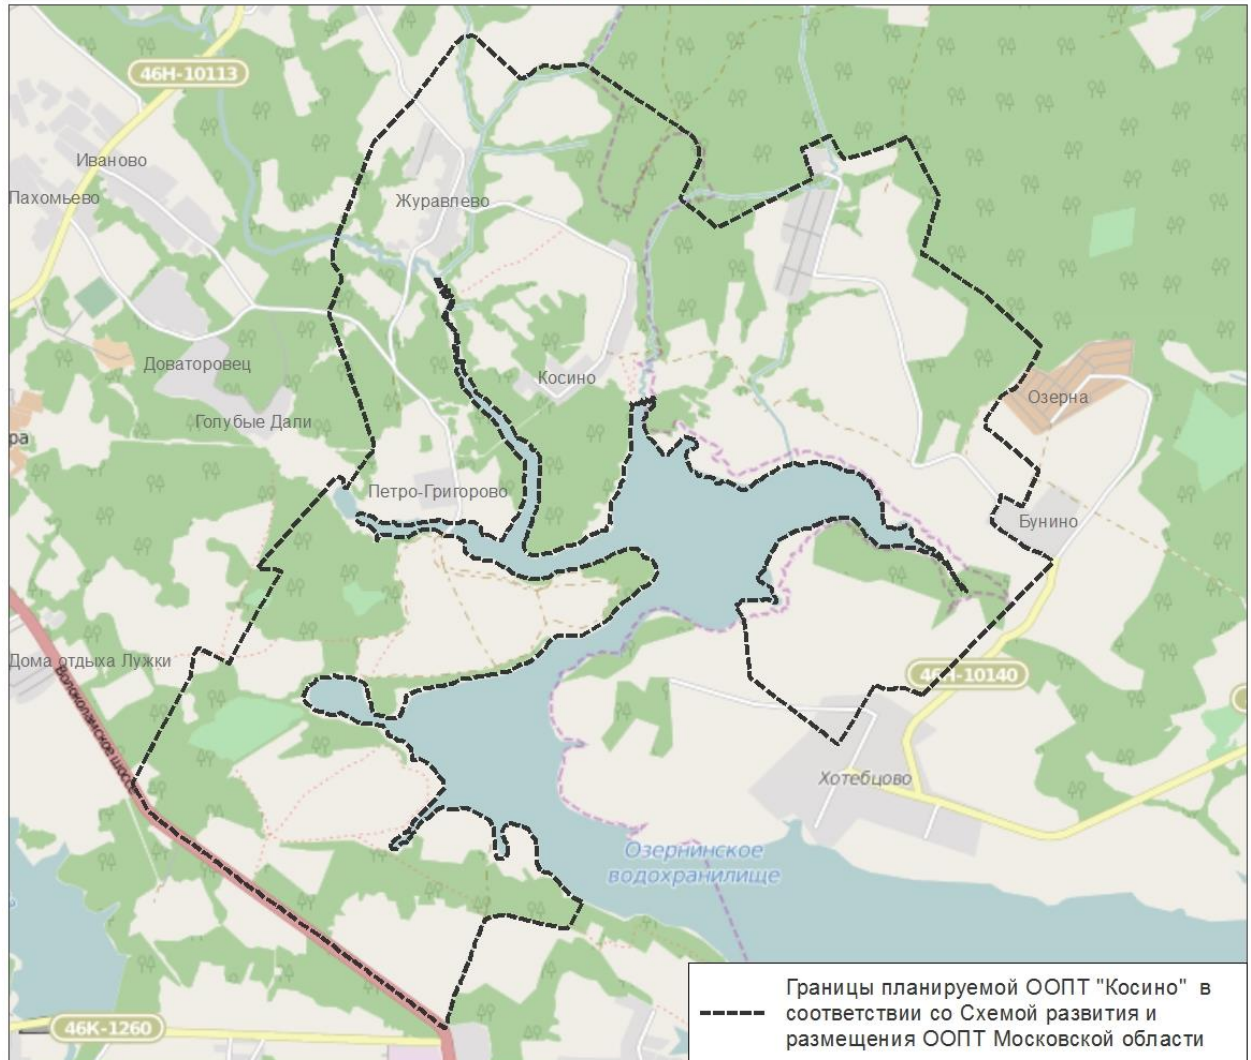 46Н-10113
Иваново
Пахомьево
Журавлево
Доваторовец
Косино
Озерна
Голубые Дали
ра
Петро-Григорово
Бунино
Дома отдыха Лужки
Волоколамское шоссе
46Н-10140
Хотебцово
Озернинское
водохранилище
46К-1260
Границы планируемой ООПТ "Косино" в
соответствии со Схемой развития и
размещения ООПТ Московской области